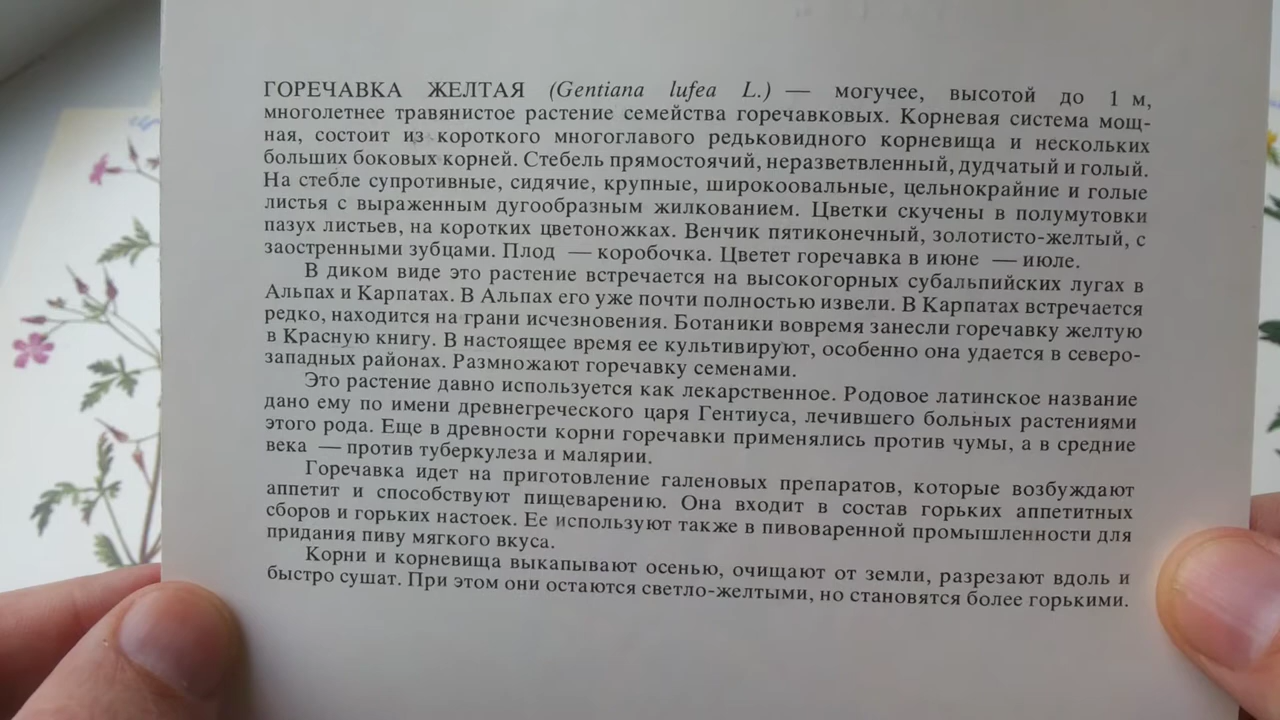 ГОРЕЧАВКА ЖЕЛТАЯ (Gentiana lufea L.) — могучее, высотой до 1 м,
многолетнее травянистое растение семейства горечавковых. Корневая система мощ-
ная, состоит из короткого многоглавого редьковидного корневища и нескольких
больших боковых корней. Стебель прямостоячий, неразветвленный, дудчатый и голый.
На стебле супротивные, сидячие, крупные, широкоовальные, цельнокрайние и голые
листья с выраженным дугообразным жилкованием. Цветки скучены в полумутовки
пазух листьев, на коротких цветоножках. Венчик пятиконечный, золотисто-желтый, с
заостренными зубцами. Плод — коробочка. Цветет горечавка в июне — июле.
В диком виде это растение встречается на высокогорных субальпийских лугах в
Альпах и Карпатах. В Альпах его уже почти полностью извели. В Карпатах встречается
редко, находится на грани исчезновения. Ботаники вовремя занесли горечавку желтую
в Красную книгу. В настоящее время ее культивируют, особенно она удается в северо-
западных районах. Размножают горечавку семенами.
Это растение давно используется как лекарственное. Родовое латинское название
дано ему по имени древнегреческого царя Гентиуса, лечившего больных растениями
этого рода. Еще в древности корни горечавки применялись против чумы, а в средние
века — против туберкулеза и малярии.
Горечавка идет на приготовление галеновых препаратов, которые возбуждают
аппетит и способствуют пищеварению. Она входит в состав горьких аппетитных
сборов и горьких настоек. Ее используют также в пивоваренной промышленности для
придания пиву мягкого вкуса.
Корни и корневища выкапывают осенью, очищают от земли, разрезают вдоль и
быстро сушат. При этом они остаются светло-желтыми, но становятся более горькими.